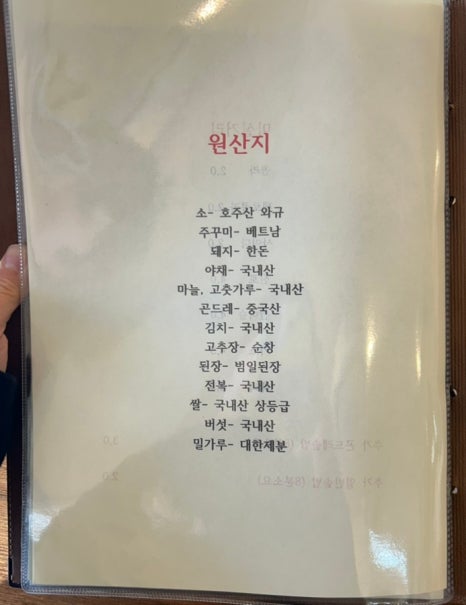 원산지
소- 호주산 와규
주꾸미- 베트남
돼지- 한돈
야채- 국내산
마늘, 고춧가루- 국내산
곤드레- 중국산
김치- 국내산
고추장- 순창
된장- 범일된장
전복- 국내산
쌀- 국내산 상등급
버섯- 국내산
밀가루- 대한제분